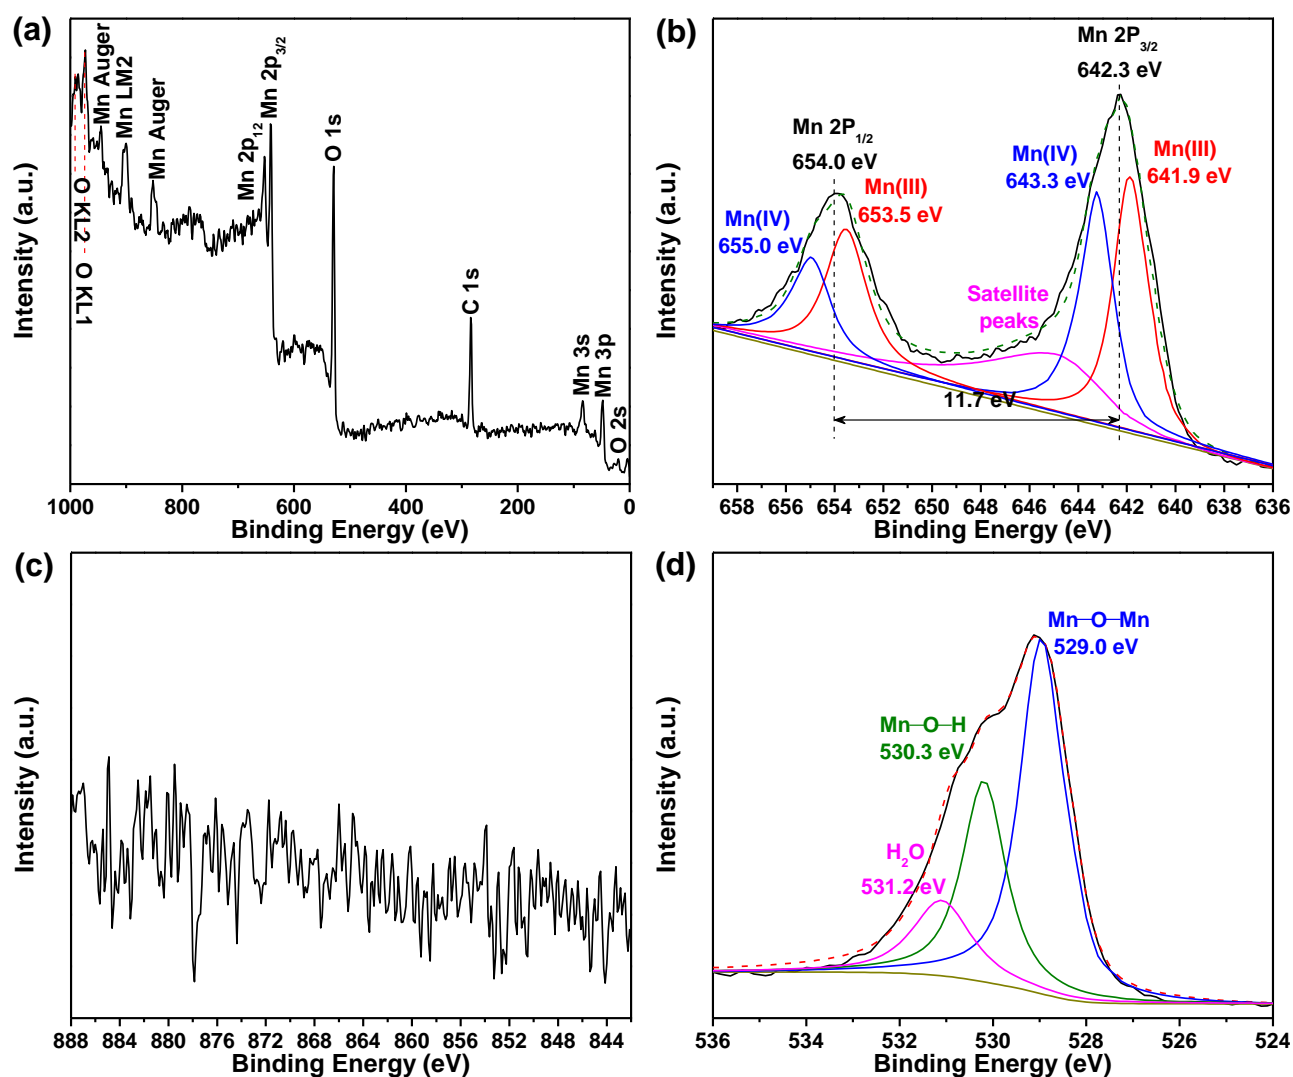 (a)
Mn Auger
Mn LM2
Mn Auger
Mn 2p12
Mn 2p3/2
O 1s
C 1s
Mn 3s
Mn 3p
O 2s
O KL2
O KL1
Intensity (a.u.)
1000 800 600 400 200 0
Binding Energy (eV)
(b)
Mn 2P3/2
642.3 eV
Mn 2P1/2
654.0 eV
Mn(IV)
643.3 eV
Mn(III)
641.9 eV
Mn(III)
653.5 eV
Mn(IV)
655.0 eV
Satellite
peaks
11.7 eV
Intensity (a.u.)
658 656 654 652 650 648 646 644 642 640 638 636
Binding Energy (eV)
(c)
Intensity (a.u.)
888 884 880 876 872 868 864 860 856 852 848 844
Binding Energy (eV)
(d)
Mn—O—Mn
529.0 eV
Mn—O—H
530.3 eV
H2O
531.2 eV
Intensity (a.u.)
536 534 532 530 528 526 524
Binding Energy (eV)